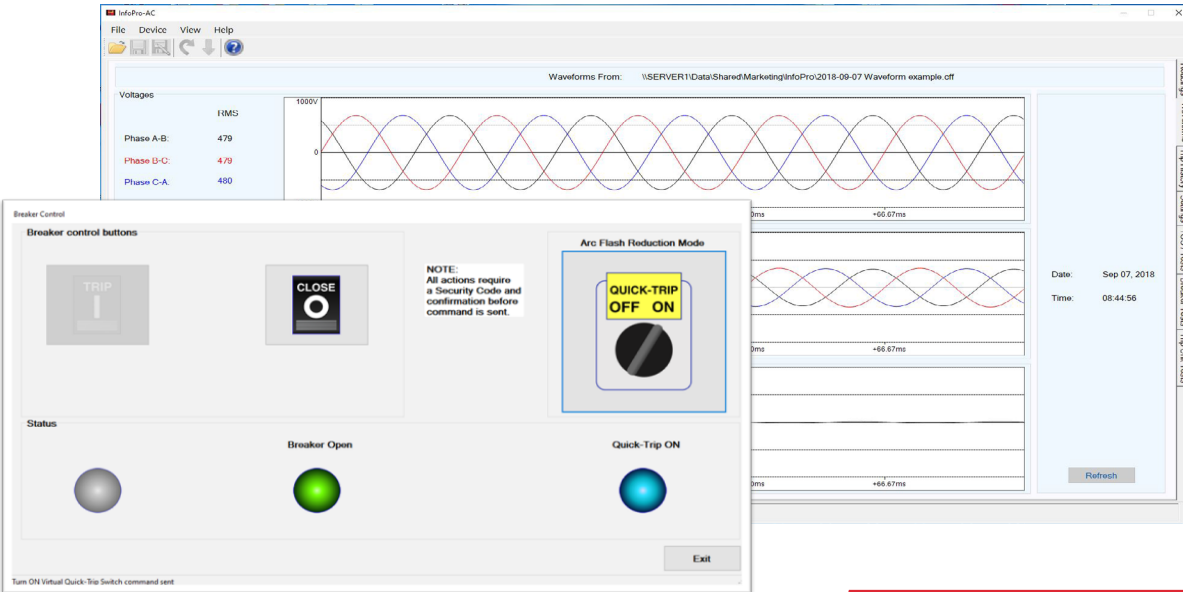 InfoPro-AC
File Device View Help
Waveforms From: \\SERVER1\Data\Shared\Marketing\InfoPro\2018-09-07 Waveform example.off
Voltages
RMS
Phase A-B: 479
Phase B-C: 479
Phase C-A: 480
1000V
0
+66.67ms
Date: Sep 07, 2018
Time: 08:44:56
+66.67ms
+66.67ms
Refresh
Breaker Control
Breaker control buttons
TRIP
CLOSE
NOTE:
All actions require
a Security Code and
confirmation before
command is sent.
Arc Flash Reduction Mode
QUICK-TRIP
OFF ON
Status
Breaker Open
Quick-Trip ON
Exit
Turn ON Virtual Quick-Trip Switch command sent